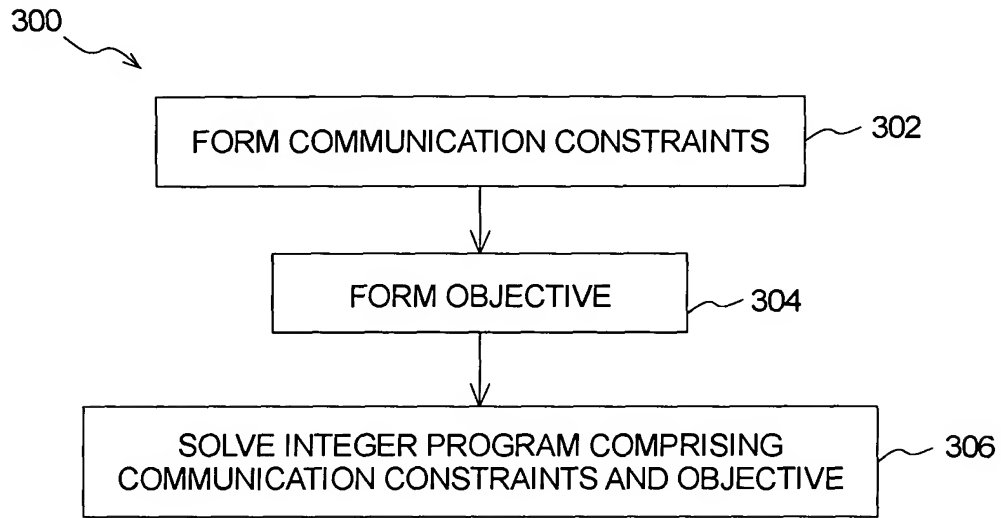 300
FORM COMMUNICATION CONSTRAINTS
302
FORM OBJECTIVE
304
SOLVE INTEGER PROGRAM COMPRISING
COMMUNICATION CONSTRAINTS AND OBJECTIVE
306